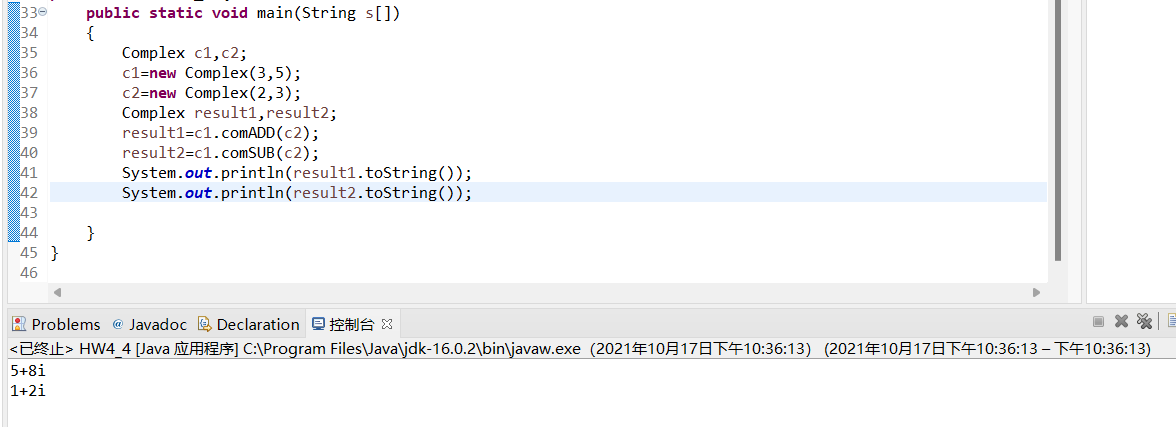 33 public static void main(String s[])
34 {
35 Complex c1,c2;
36 c1=new Complex(3,5);
37 c2=new Complex(2,3);
38 Complex result1,result2;
39 result1=c1.comADD(c2);
40 result2=c1.comSUB(c2);
41 System.out.println(result1.toString());
42 System.out.println(result2.toString());
43
44 }
45 }
46
Problems @ Javadoc Declaration 控制台
<已终止> HW4_4 [Java 应用程序] C:\Program Files\Java\jdk-16.0.2\bin\javaw.exe（2021年10月17日下午10:36:13） (2021年10月17日下午10:36:13 – 下午10:36:13)
5+8i
1+2i